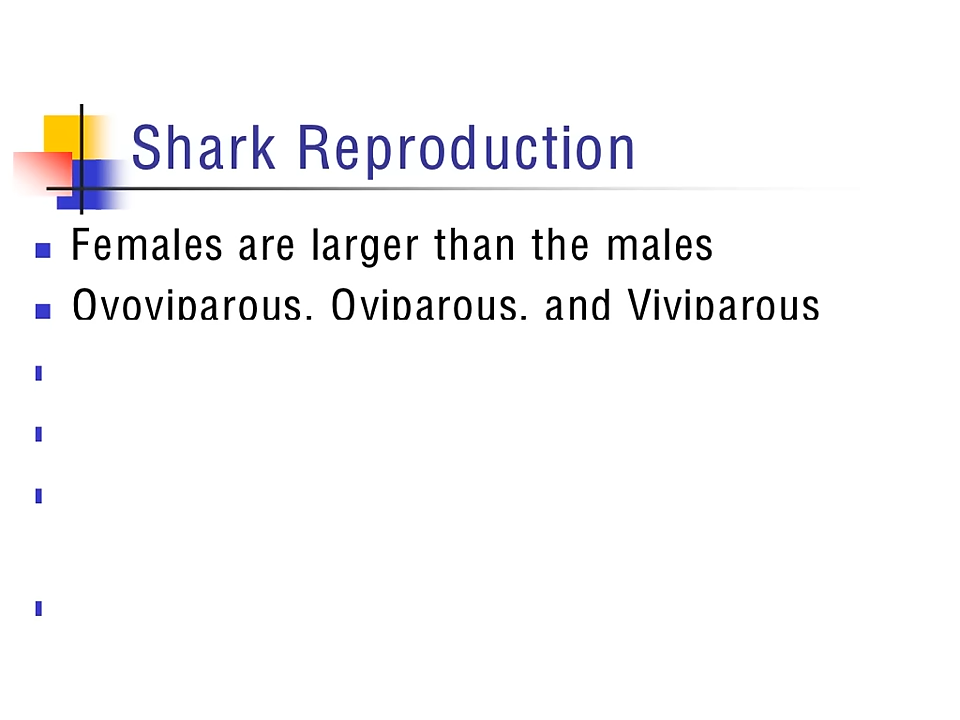 Shark Reproduction
Females are larger than the males
Ovoviparous, Oviparous, and Viviparous